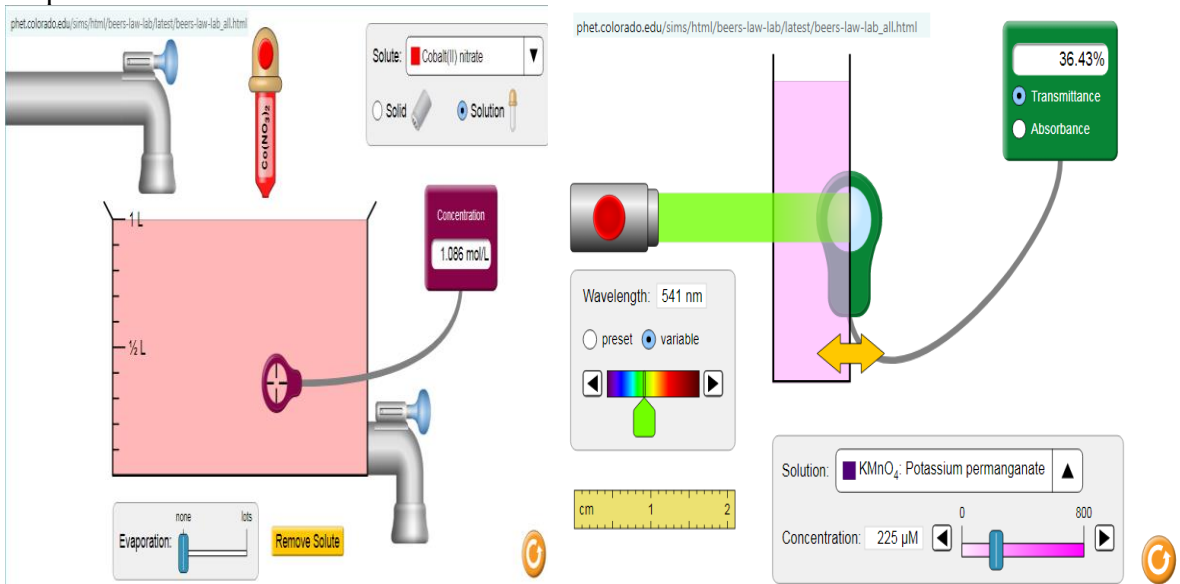 phet.colorado.edu/sims/html/beers-law-lab/latest/beers-law-lab_all.html
Solute: Cobalt(II) nitrate
Solid
Solution
Co(NO3)2
1 L
½ L
Concentration
1.086 mol/L
Evaporation:
none
lots
Remove Solute
phet.colorado.edu/sims/html/beers-law-lab/latest/beers-law-lab_all.html
36.43%
Transmittance
Absorbance
Wavelength: 541 nm
preset
variable
cm 1 2
Solution: KMnO4: Potassium permanganate
0 800
Concentration: 225 µM